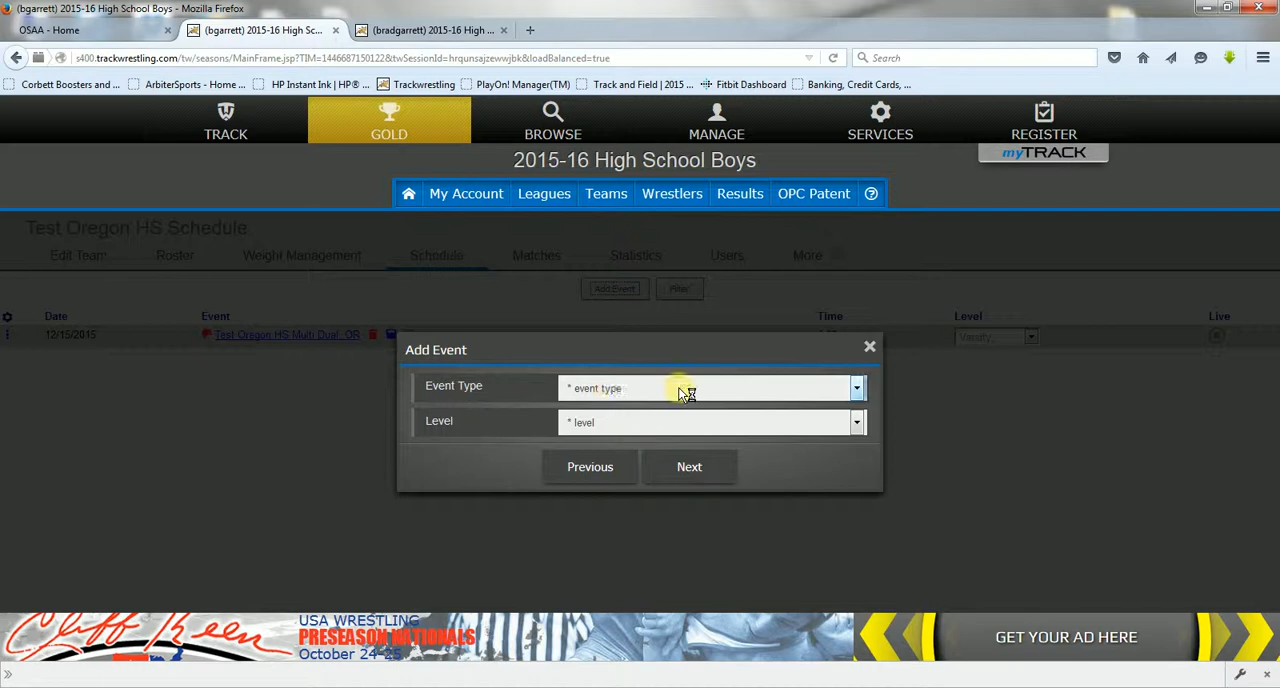 (bgarrett) 2015-16 High School Boys - Mozilla Firefox
OSAA - Home
(bgarrett) 2015-16 High Sc...
(bradgarrett) 2015-16 High ...
s400.trackwrestling.com/tw/seasons/MainFrame.jsp?TIM=1446687150122&twSessionId=hrqunsajzewwjbk&loadBalanced=true
Search
Corbett Boosters and ...
ArbiterSports - Home ...
HP Instant Ink | HP® ...
Trackwrestling
PlayOn! Manager(TM)
Track and Field | 2015 ...
Fitbit Dashboard
Banking, Credit Cards, ...
TRACK
GOLD
BROWSE
MANAGE
SERVICES
REGISTER
2015-16 High School Boys
myTRACK
My Account
Leagues
Teams
Wrestlers
Results
OPC Patent
Test Oregon HS Schedule
Edit Team
Roster
Weight Management
Schedule
Matches
Statistics
Users
More
Add Event
Filter
Date
Event
Time
Level
Live
12/15/2015
Test Oregon HS Multi Dual, OR
Varsity
Add Event
Event Type
* event type
Level
* level
Previous
Next
Cliff Keen
USA WRESTLING
PRESEASON NATIONALS
October 24-25
GET YOUR AD HERE